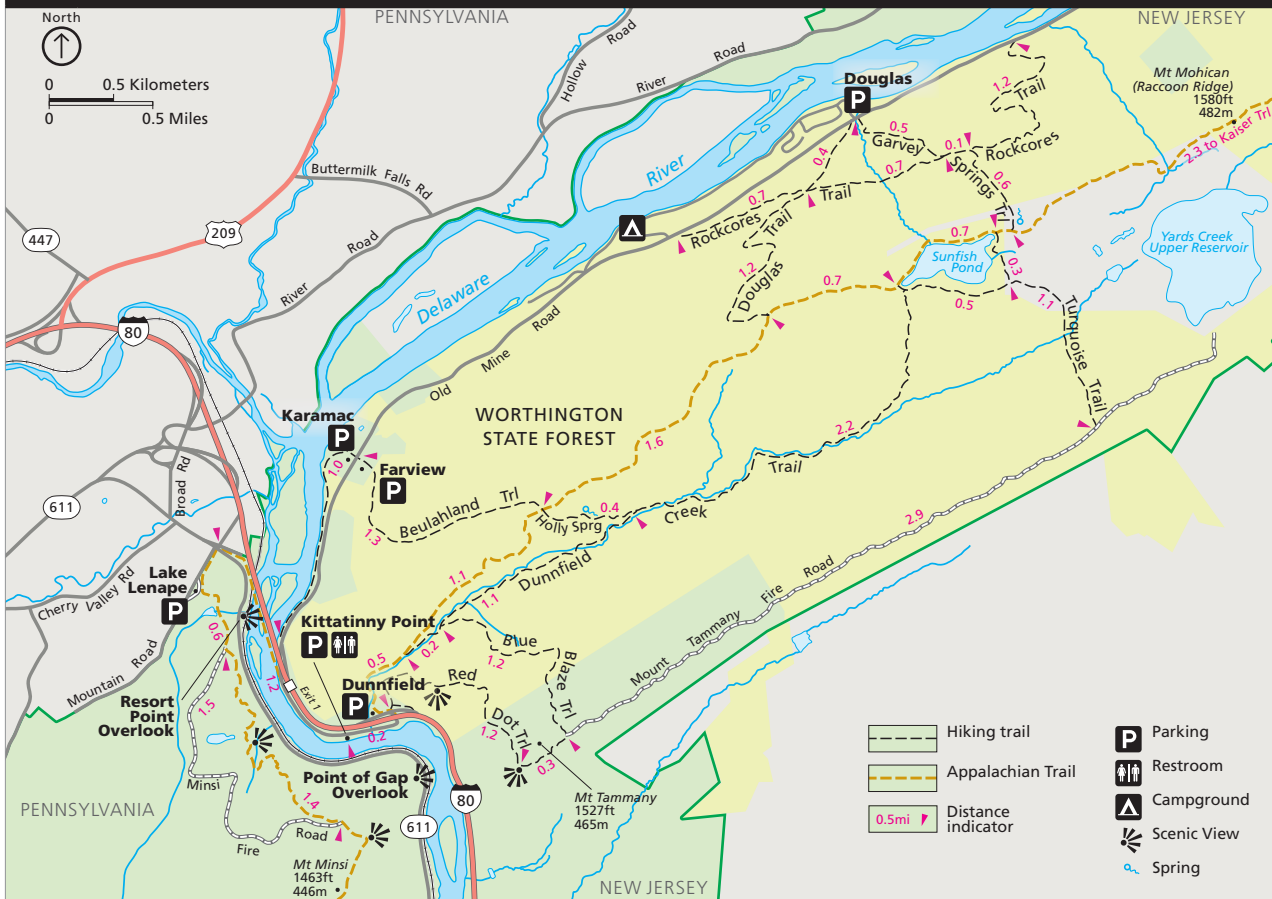 PENNSYLVANIA
NEW JERSEY
North
0 0.5 Kilometers
0 0.5 Miles
Hollow Road
River Road
Douglas
P
Mt Mohican
(Raccoon Ridge)
1580ft
482m
2.3 to Kaiser Trl
1.2
Trail
Rockcores
0.1
0.5
Garvey
Springs
Trl
0.6
0.4
0.7
Rockcores
0.7
Trail
Buttermilk Falls Rd
447
209
River Road
River
Delaware
Trail
1.2
Douglas
0.7
0.7
Sunfish
Pond
0.3
0.5
1.1
Turquoise Trail
Yards Creek
Upper Reservoir
80
Old Mine Road
WORTHINGTON
STATE FOREST
Karamac
P
1.0
Farview
P
1.6
2.2
Trail
Broad Rd
611
Beulahland Trl
1.3
Holly Sprg
0.4
Creek
2.9
Dunnfield
1.1
1.1
Lake
Lenape
P
Cherry Valley Rd
Mountain Road
0.6
Kittatinny Point
P
0.2
0.5
Blue
1.2
Blaze Trl
Mount Tammany Fire Road
Dunnfield
P
Red
Dot Trl
1.2
1.2
Exit 1
0.2
0.3
Resort
Point
Overlook
1.5
Point of Gap
Overlook
Mt Tammany
1527ft
465m
80
611
Minsi
Fire
Road
1.4
PENNSYLVANIA
Mt Minsi
1463ft
446m
NEW JERSEY
Hiking trail
Appalachian Trail
0.5mi
Distance
indicator
P
Parking
Restroom
Campground
Scenic View
Spring